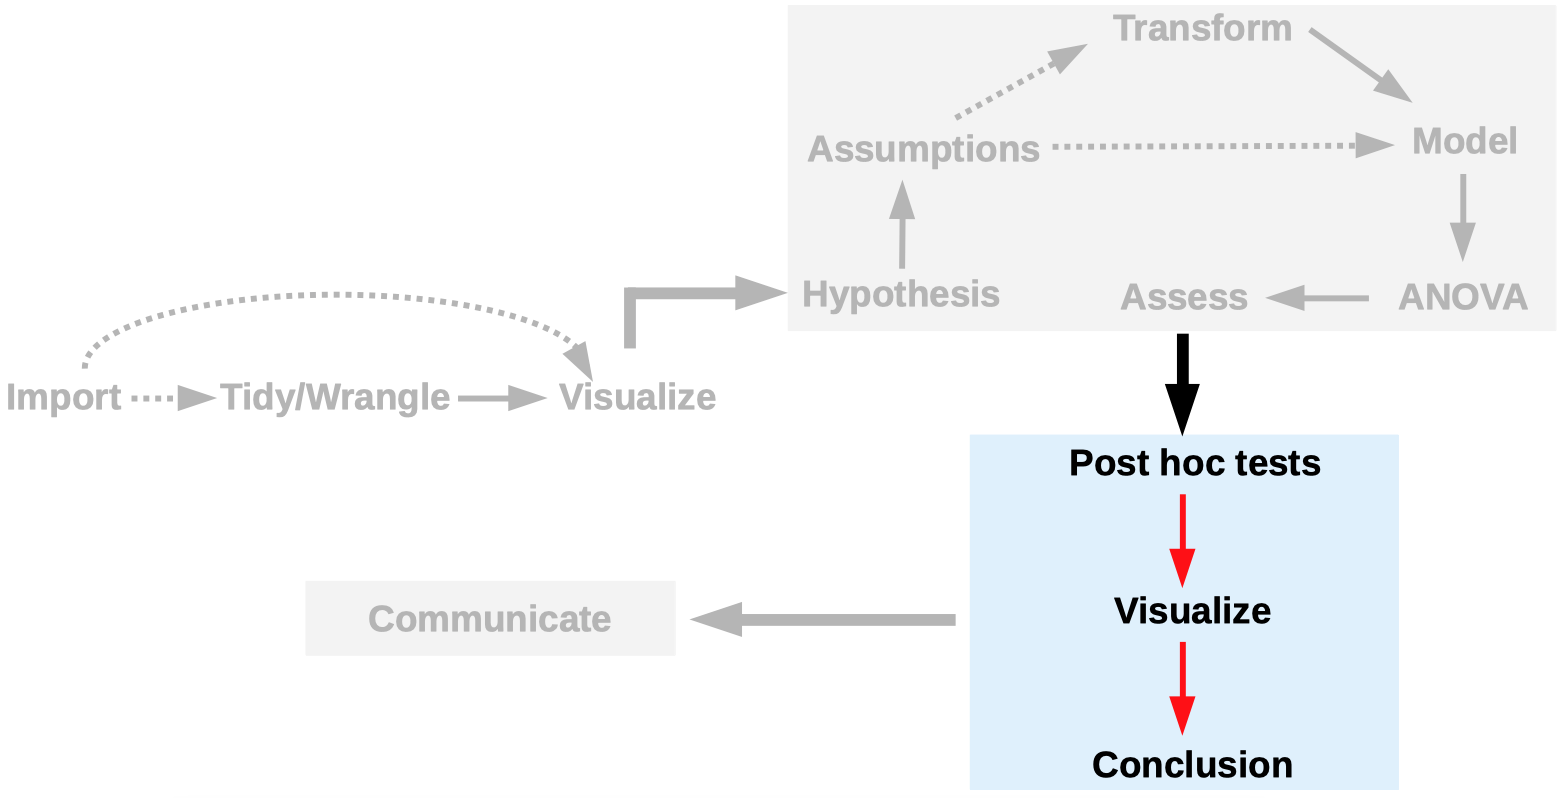 Transform
Assumptions
Model
Hypothesis
Assess
ANOVA
Import
Tidy/Wrangle
Visualize
Post hoc tests
Visualize
Communicate
Conclusion